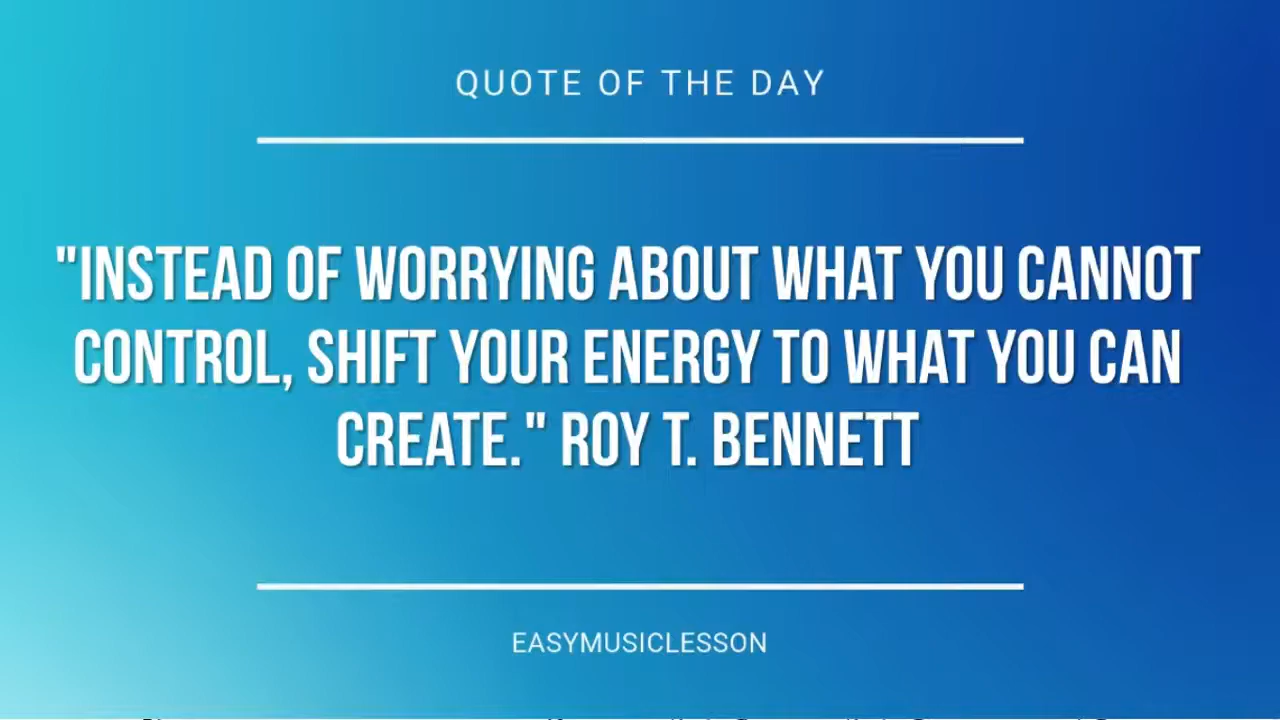 QUOTE OF THE DAY
"INSTEAD OF WORRYING ABOUT WHAT YOU CANNOT
CONTROL, SHIFT YOUR ENERGY TO WHAT YOU CAN
CREATE." ROY T. BENNETT
EASYMUSICLESSON